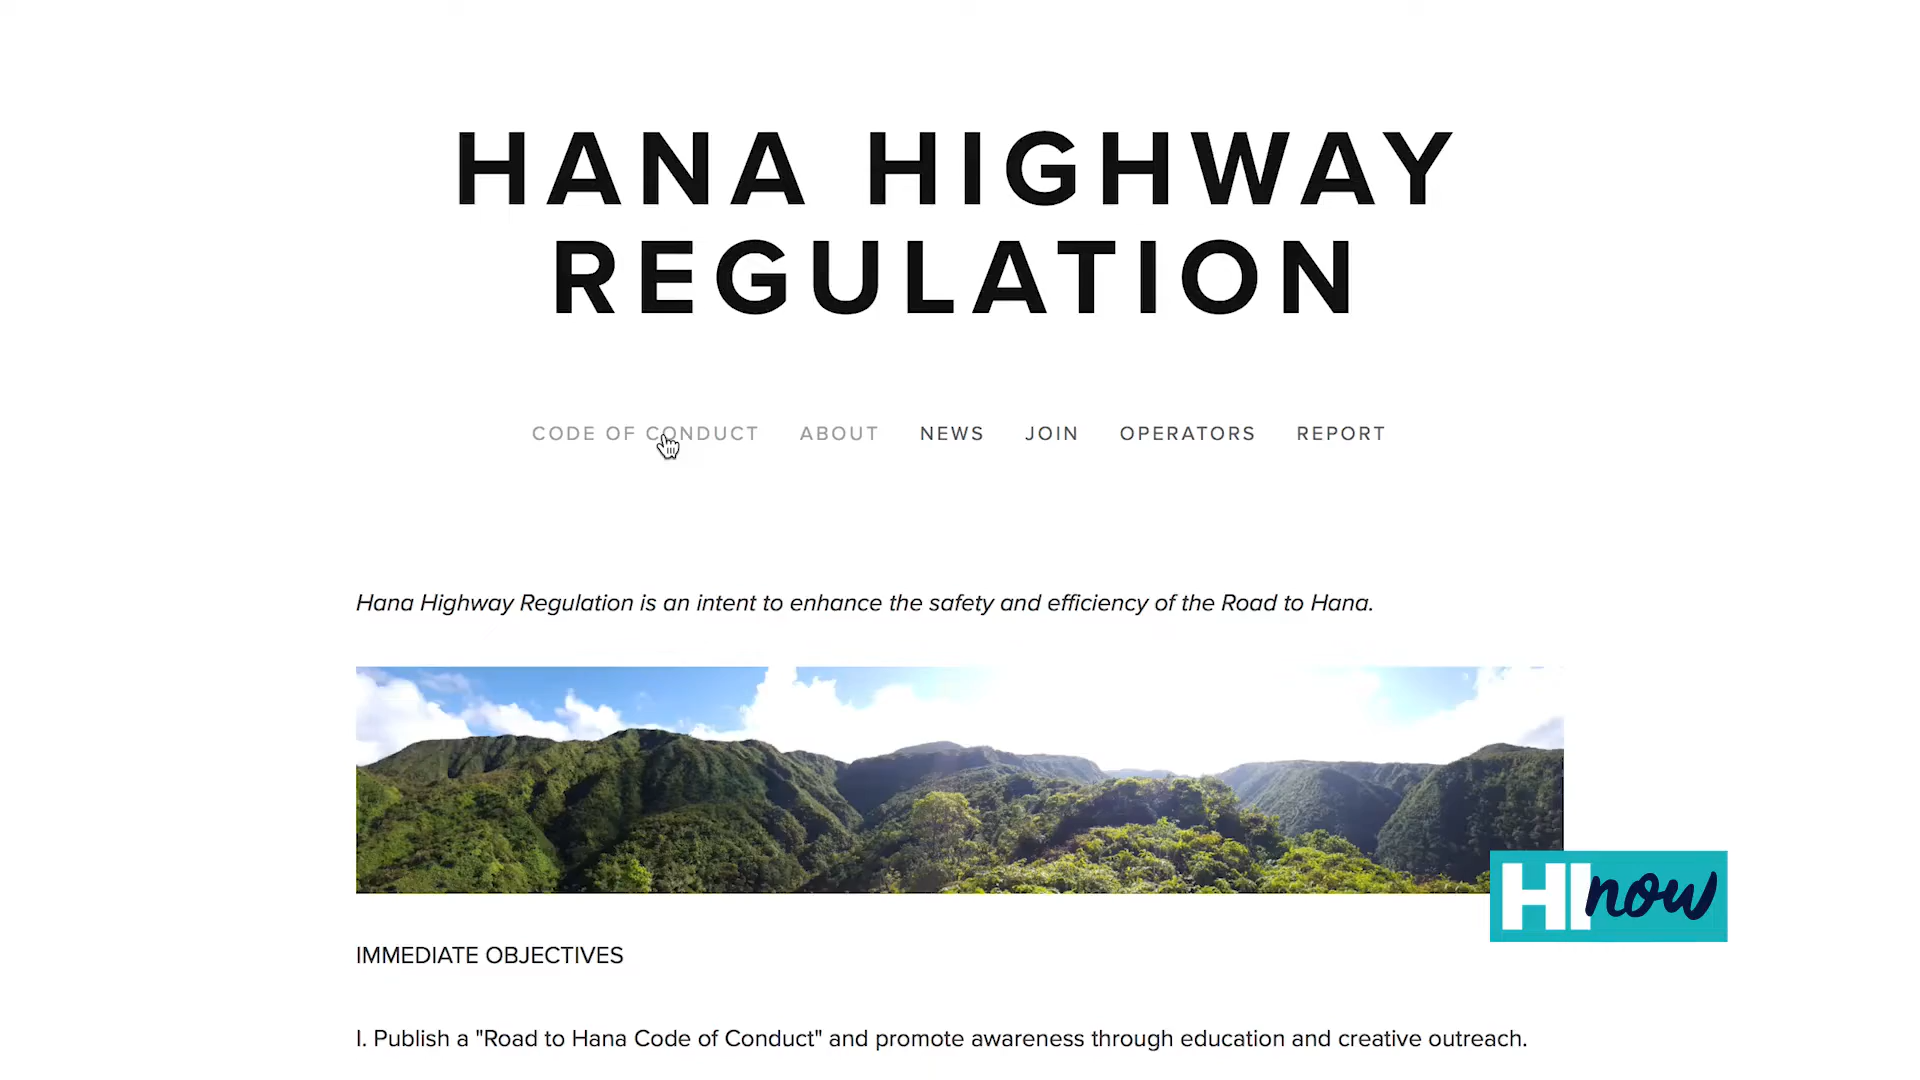 HANA HIGHWAY
REGULATION
CODE OF CONDUCT ABOUT NEWS JOIN OPERATORS REPORT
Hana Highway Regulation is an intent to enhance the safety and efficiency of the Road to Hana.
HI now
IMMEDIATE OBJECTIVES
I. Publish a "Road to Hana Code of Conduct" and promote awareness through education and creative outreach.